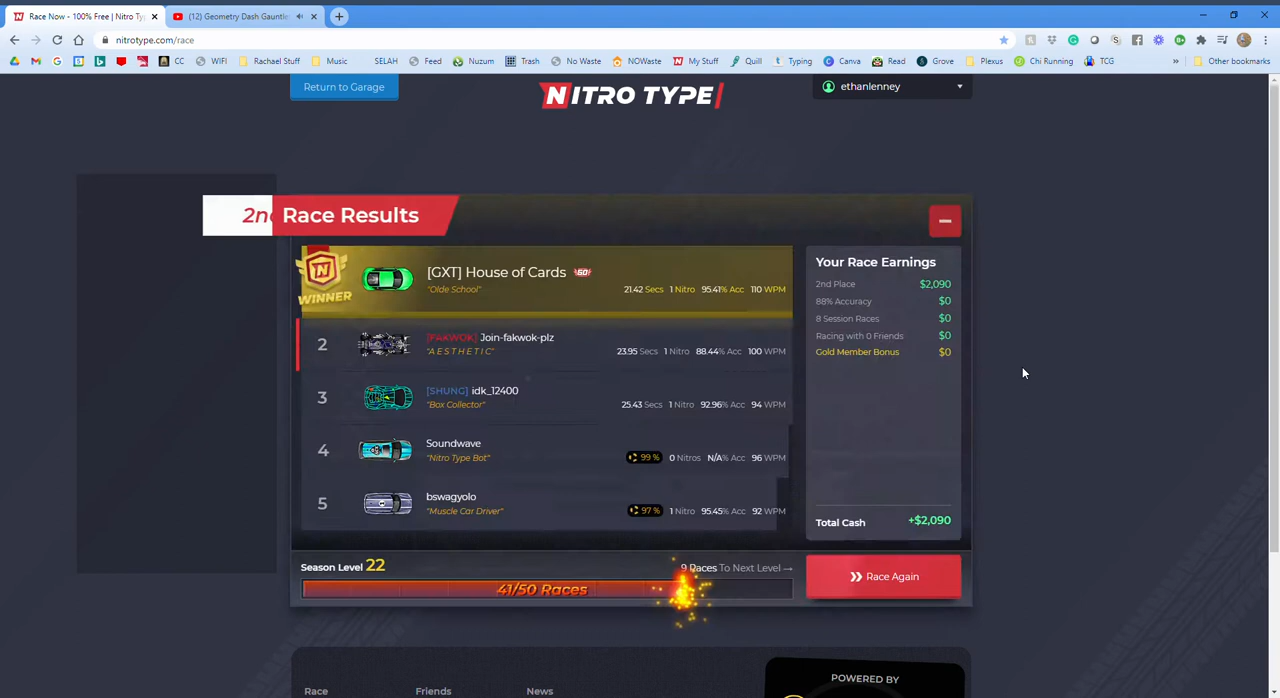 Race Now - 100% Free | Nitro Ty
(12) Geometry Dash Gauntle
nitrotype.com/race
CC WIFI Rachael Stuff Music SELAH Feed Nuzum Trash No Waste NOWaste My Stuff Quill Typing Canva Read Grove Plexus Chi Running TCG » Other bookmarks
Return to Garage
NITRO TYPE
ethanlenney
2nd Race Results
WINNER
[GXT] House of Cards 60
"Olde School" 21.42 Secs 1 Nitro 95.41% Acc 110 WPM
2 [FAKWOK] Join-fakwok-plz
"A E S T H E T I C" 23.95 Secs 1 Nitro 88.44% Acc 100 WPM
3 [SHUNG] idk_12400
"Box Collector" 25.43 Secs 1 Nitro 92.96% Acc 94 WPM
4 Soundwave
"Nitro Type Bot" 99 % 0 Nitros N/A% Acc 96 WPM
5 bswagyolo
"Muscle Car Driver" 97 % 1 Nitro 95.45% Acc 92 WPM
Your Race Earnings
2nd Place $2,090
88% Accuracy $0
8 Session Races $0
Racing with 0 Friends $0
Gold Member Bonus $0
Total Cash +$2,090
Season Level 22
9 Races To Next Level →
41/50 Races
Race Again
Race Friends News
POWERED BY